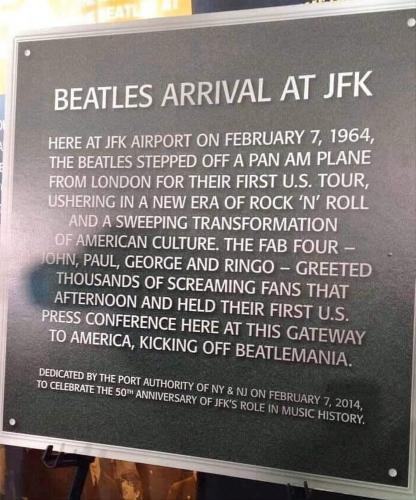 BEATLES ARRIVAL AT JFK
HERE AT JFK AIRPORT ON FEBRUARY 7, 1964,
THE BEATLES STEPPED OFF A PAN AM PLANE
FROM LONDON FOR THEIR FIRST U.S. TOUR,
USHERING IN A NEW ERA OF ROCK 'N' ROLL
AND A SWEEPING TRANSFORMATION
OF AMERICAN CULTURE. THE FAB FOUR –
JOHN, PAUL, GEORGE AND RINGO – GREETED
THOUSANDS OF SCREAMING FANS THAT
AFTERNOON AND HELD THEIR FIRST U.S.
PRESS CONFERENCE HERE AT THIS GATEWAY
TO AMERICA, KICKING OFF BEATLEMANIA.
DEDICATED BY THE PORT AUTHORITY OF NY & NJ ON FEBRUARY 7, 2014,
TO CELEBRATE THE 50TH ANNIVERSARY OF JFK'S ROLE IN MUSIC HISTORY.